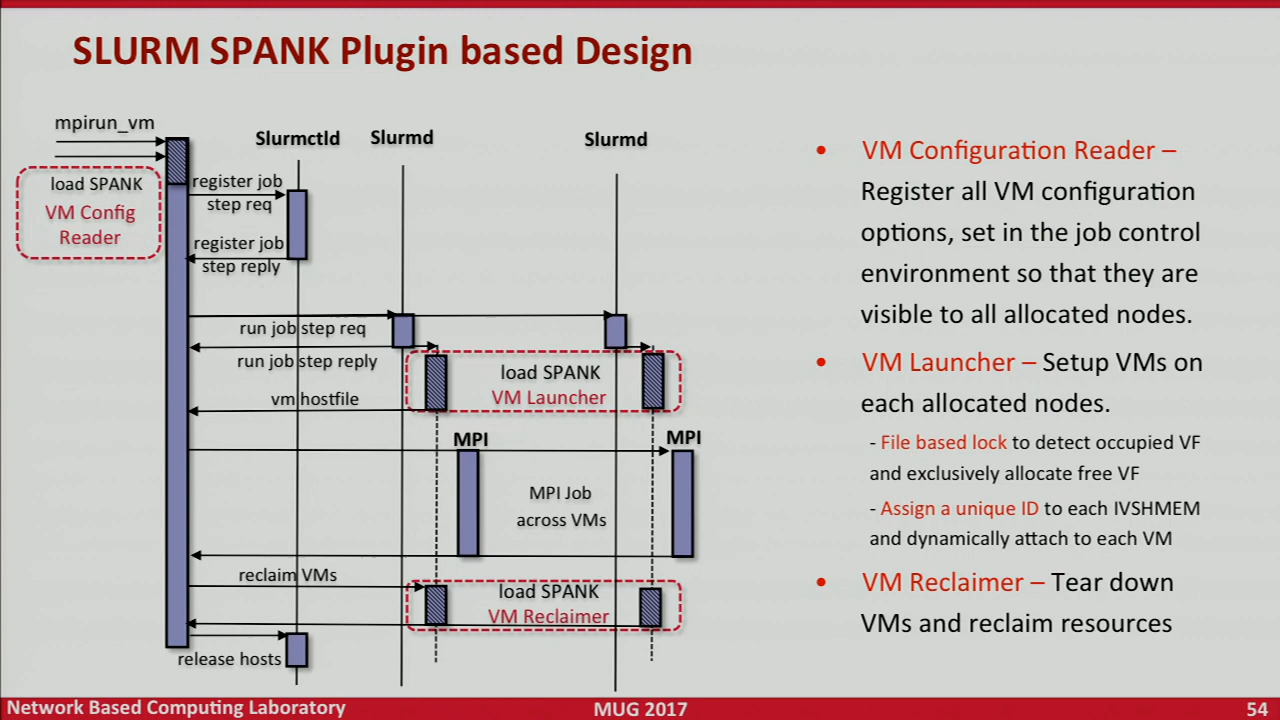 SLURM SPANK Plugin based Design
mpirun_vm
Slurmctld
Slurmd
Slurmd
load SPANK
VM Config
Reader
register job
step req
register job
step reply
run job step req
run job step reply
vm hostfile
load SPANK
VM Launcher
MPI
MPI
MPI Job
across VMs
reclaim VMs
load SPANK
VM Reclaimer
release hosts
• VM Configuration Reader –
Register all VM configuration
options, set in the job control
environment so that they are
visible to all allocated nodes.
• VM Launcher – Setup VMs on
each allocated nodes.
- File based lock to detect occupied VF
and exclusively allocate free VF
- Assign a unique ID to each IVSHMEM
and dynamically attach to each VM
• VM Reclaimer – Tear down
VMs and reclaim resources
Network Based Computing Laboratory
MUG 2017
54